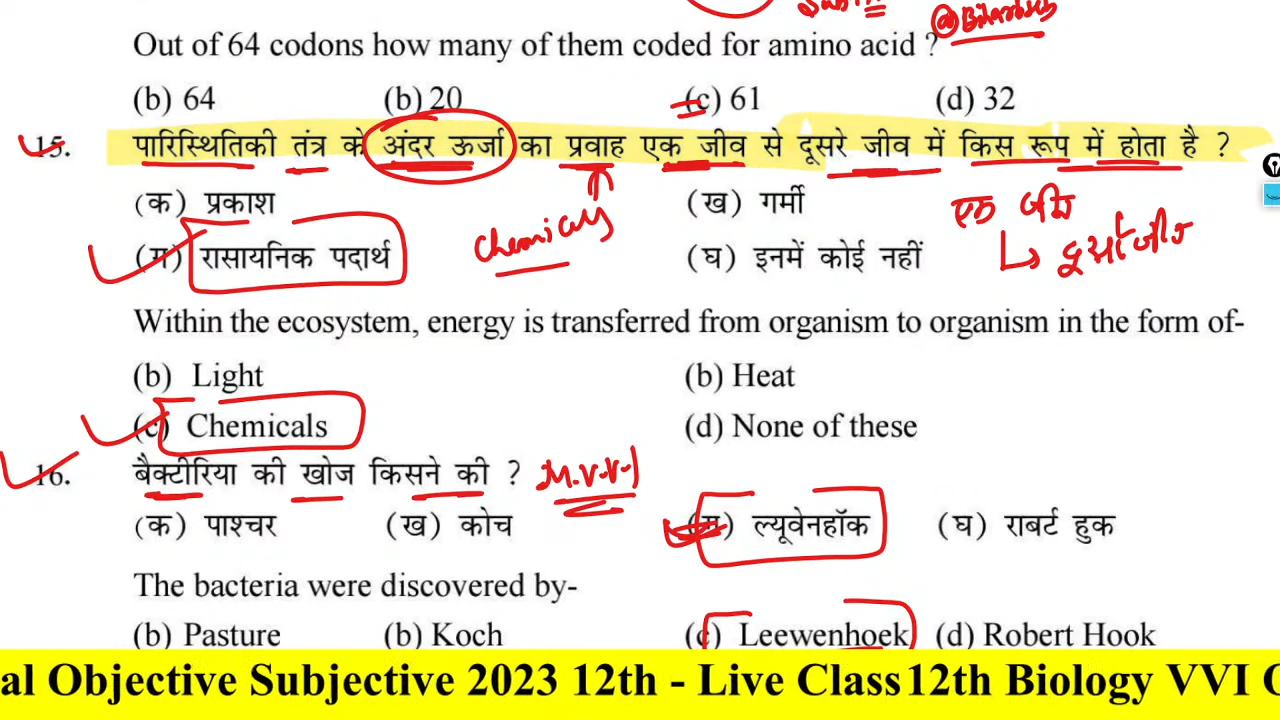 Out of 64 codons how many of them coded for amino acid ?
(b) 64 (b) 20 (c) 61 (d) 32
15. पारिस्थितिकी तंत्र के अंदर ऊर्जा का प्रवाह एक जीव से दूसरे जीव में किस रूप में होता है ?
(क) प्रकाश (ख) गर्मी
एक जीव
(ग) रासायनिक पदार्थ (घ) इनमें कोई नहीं
chemicals
Within the ecosystem, energy is transferred from organism to organism in the form of-
(b) Light (b) Heat
(c) Chemicals (d) None of these
16. बैक्टीरिया की खोज किसने की ? M.V.V.I
(क) पाश्चर (ख) कोच (ग) ल्यूवेनहॉक (घ) राबर्ट हुक
The bacteria were discovered by-
(b) Pasture (b) Koch (c) Leewenhoek (d) Robert Hook
al Objective Subjective 2023 12th - Live Class 12th Biology VVI